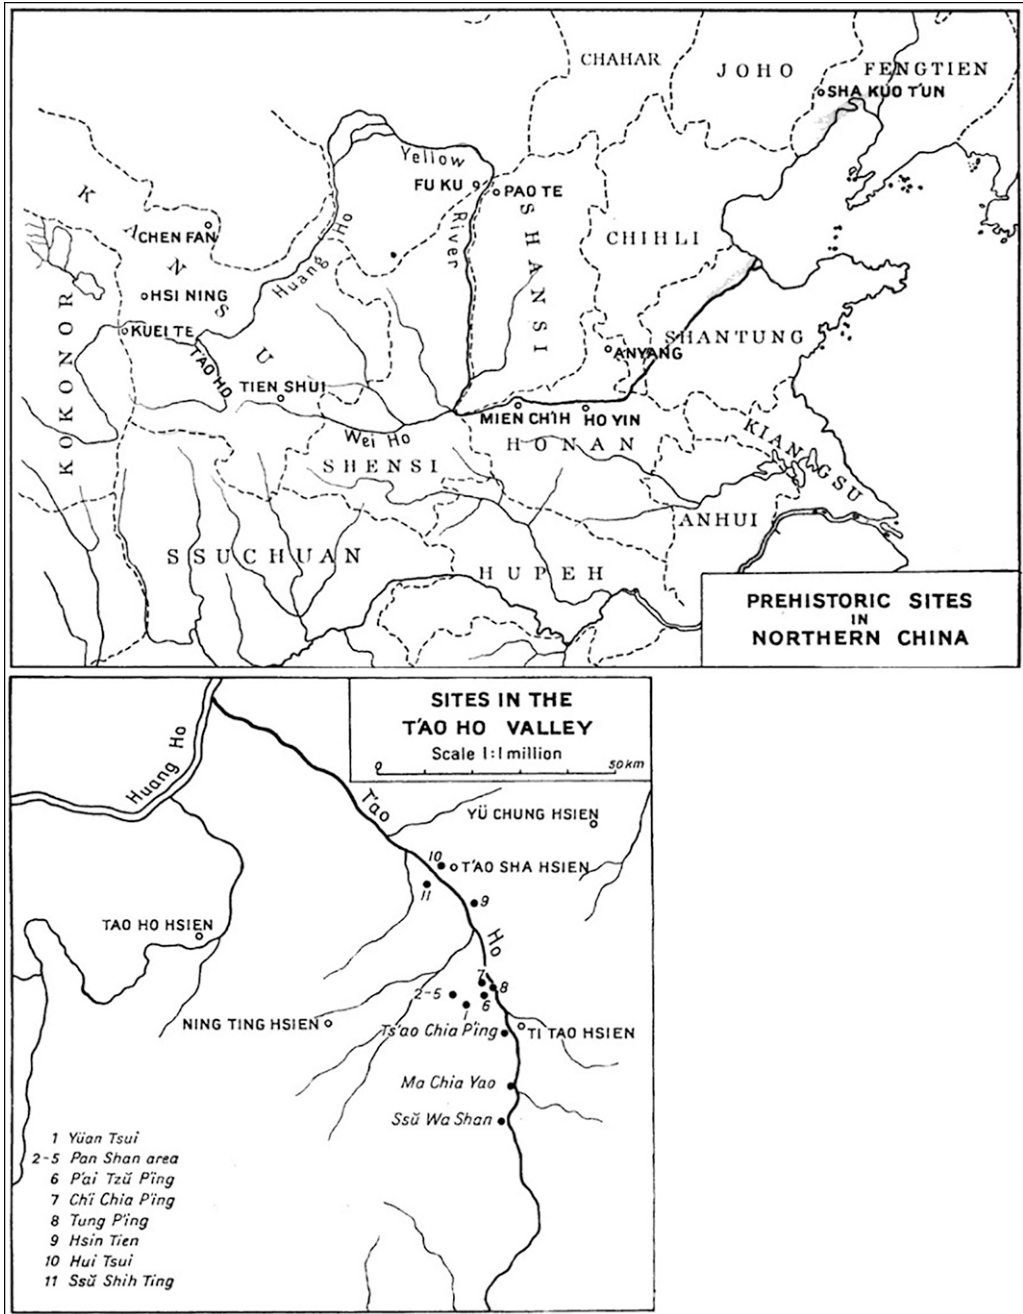 CHAHAR
JOHO
FENGTIEN
SHA KUO T'UN
Yellow
River
FU KU
PAO TE
SHANSI
CHIHLI
KANSU
CHEN FAN
Huang Ho
HSI NING
KUEI TE
KOKONOR
T'AO HO
TIEN SHUI
ANYANG
SHANTUNG
MIEN CH'IH
HO YIN
Wei Ho
HONAN
SHENSI
KIANGSU
ANHUI
SSUCHUAN
HUPEH
PREHISTORIC SITES
IN
NORTHERN CHINA
SITES IN THE
T'AO HO VALLEY
Scale 1:1 million
0 50 km
Huang Ho
T'ao Ho
YÜ CHUNG HSIEN
10
T'AO SHA HSIEN
11
9
TAO HO HSIEN
7
2-5
8
6
1
NING TING HSIEN
Ts'ao Chia P'ing
TI TAO HSIEN
Ma Chia Yao
Ssŭ Wa Shan
1 Yüan Tsui
2-5 Pan Shan area
6 P'ai Tzŭ P'ing
7 Ch'i Chia P'ing
8 Tung P'ing
9 Hsin Tien
10 Hui Tsui
11 Ssŭ Shih Ting